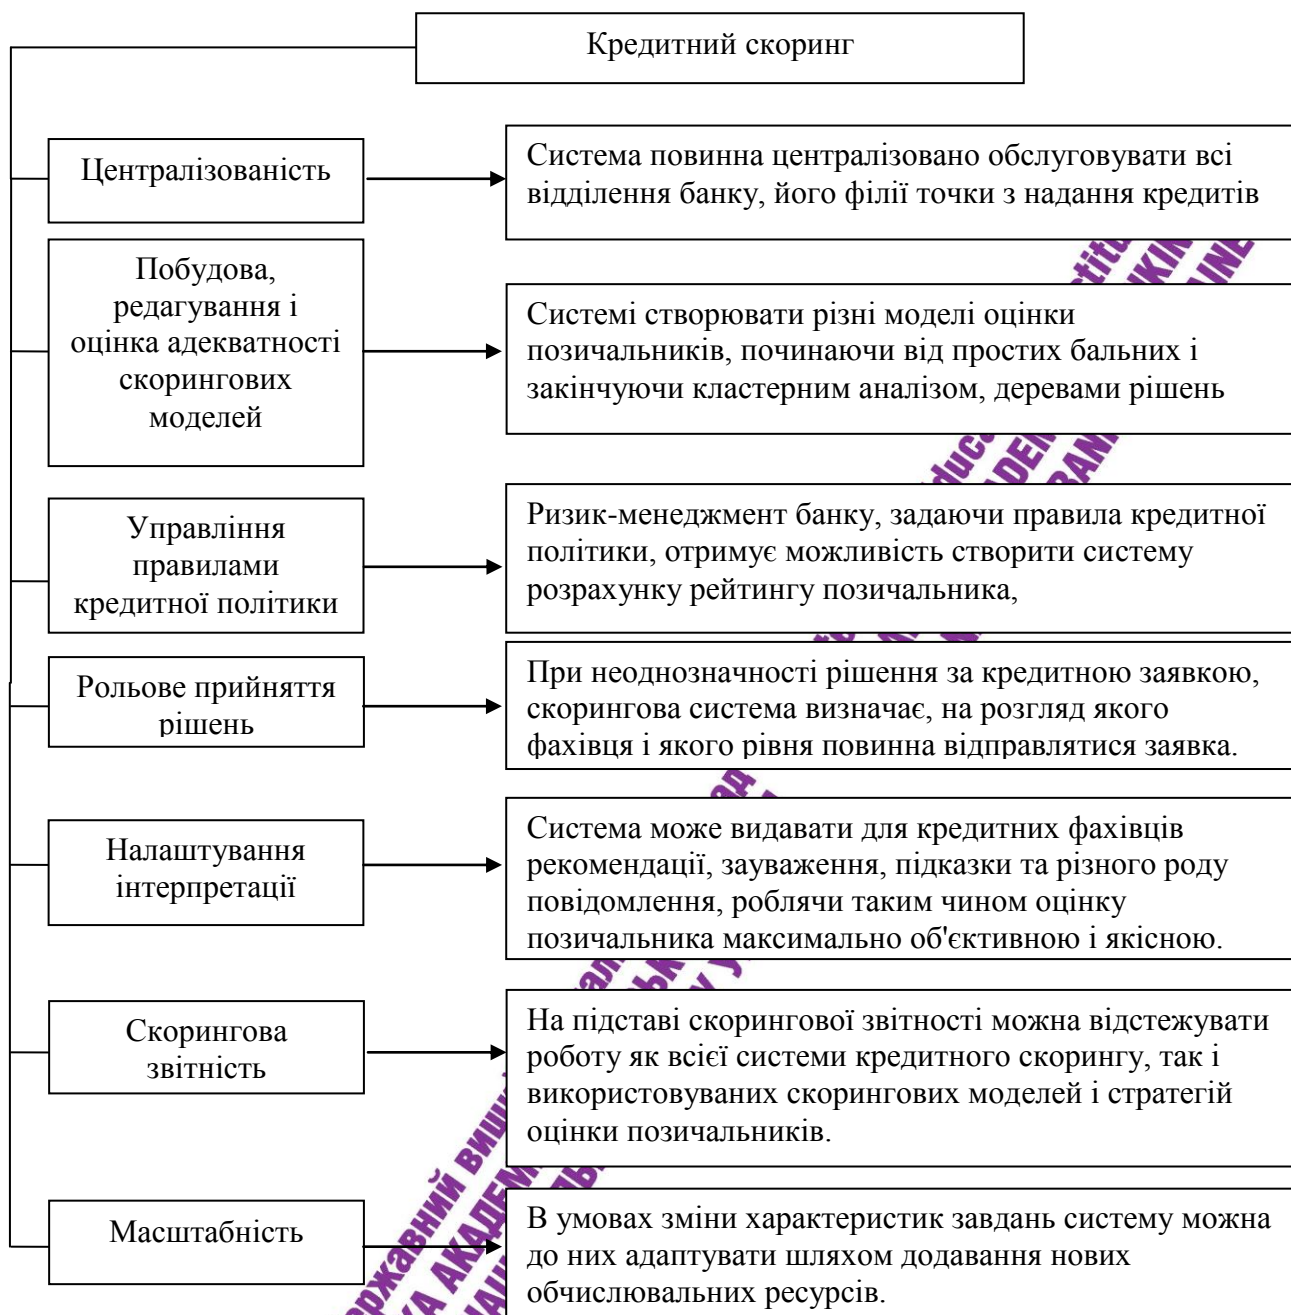 Кредитний скоринг
Централізованість
Система повинна централізовано обслуговувати всі
відділення банку, його філії точки з надання кредитів
Побудова,
редагування і
оцінка адекватності
скорингових
моделей
Системі створювати різні моделі оцінки
позичальників, починаючи від простих бальних і
закінчуючи кластерним аналізом, деревами рішень
Управління
правилами
кредитної політики
Ризик-менеджмент банку, задаючи правила кредитної
політики, отримує можливість створити систему
розрахунку рейтингу позичальника,
Рольове прийняття
рішень
При неоднозначності рішення за кредитною заявкою,
скорингова система визначає, на розгляд якого
фахівця і якого рівня повинна відправлятися заявка.
Налаштування
інтерпретації
Система може видавати для кредитних фахівців
рекомендації, зауваження, підказки та різного роду
повідомлення, роблячи таким чином оцінку
позичальника максимально об'єктивною і якісною.
Скорингова
звітність
На підставі скорингової звітності можна відстежувати
роботу як всієї системи кредитного скорингу, так і
використовуваних скорингових моделей і стратегій
оцінки позичальників.
Масштабність
В умовах зміни характеристик завдань систему можна
до них адаптувати шляхом додавання нових
обчислювальних ресурсів.